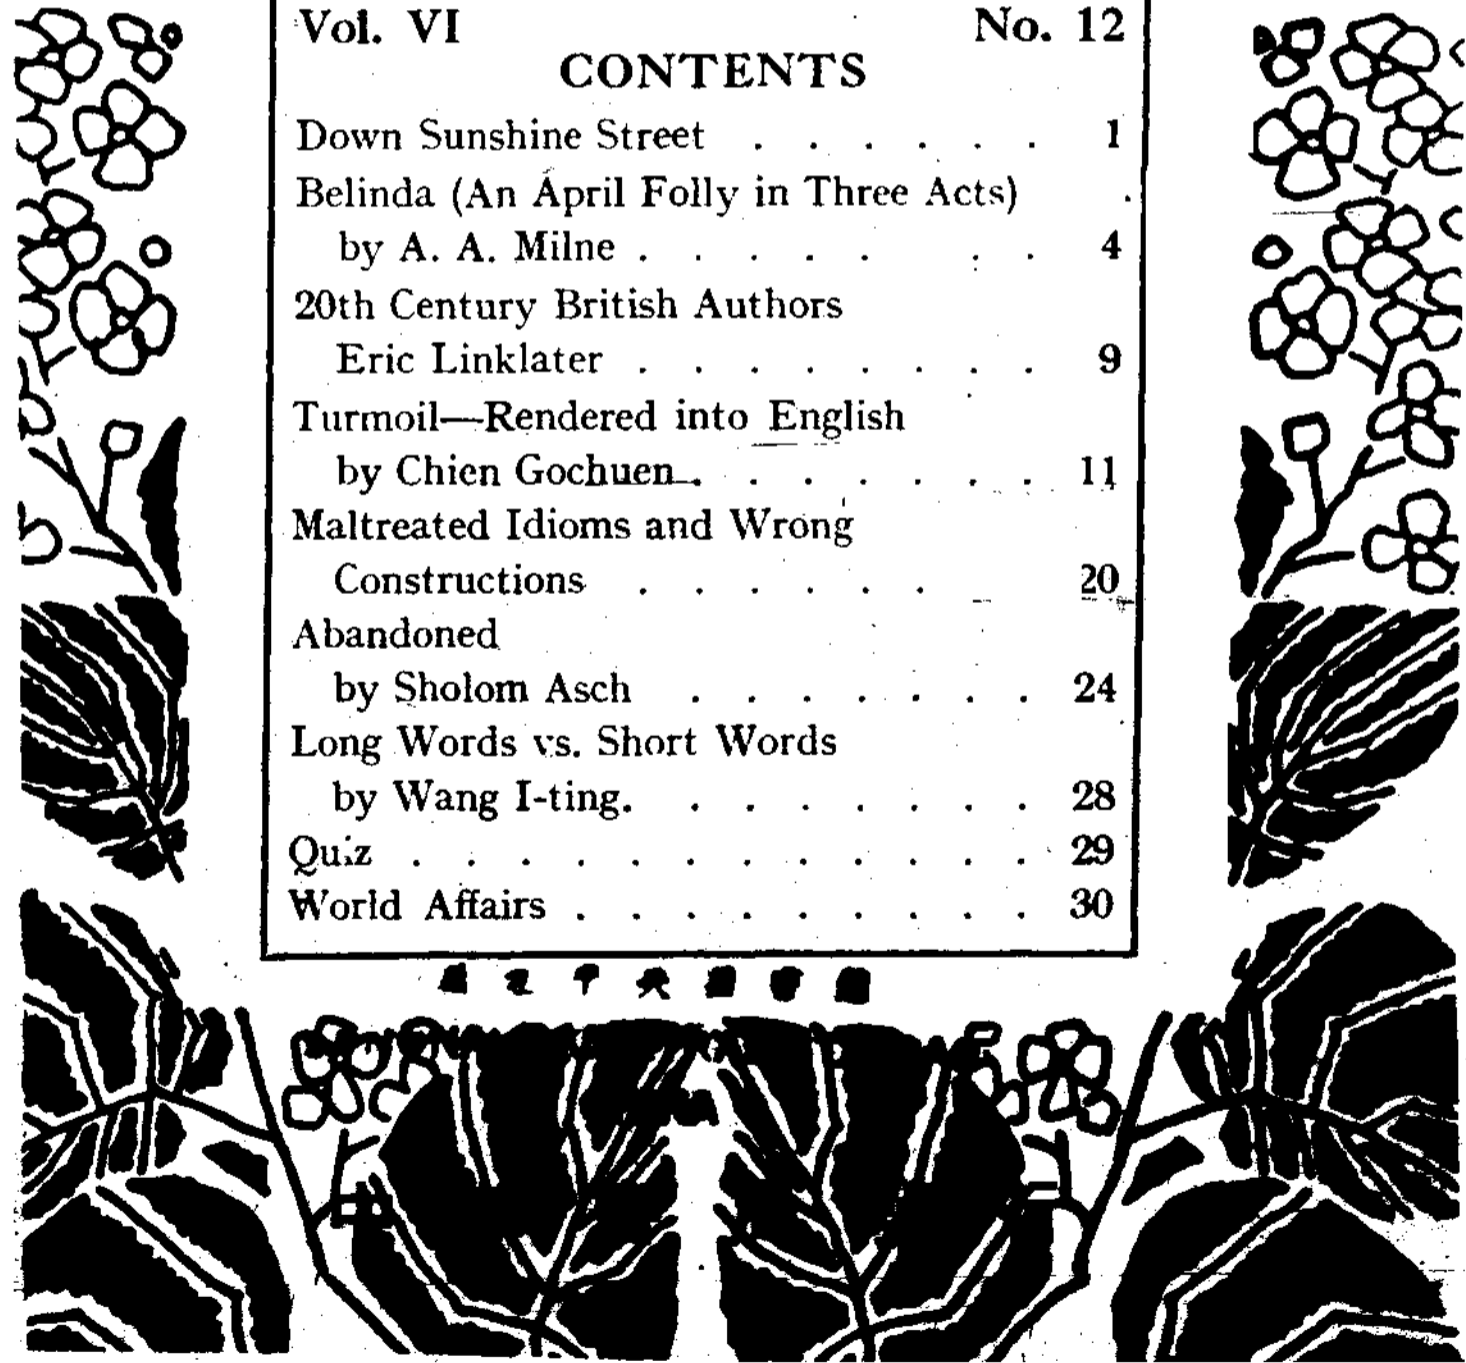 Vol. VI No. 12
CONTENTS
Down Sunshine Street . . . . . . 1
Belinda (An April Folly in Three Acts)
by A. A. Milne . . . . . . . 4
20th Century British Authors
Eric Linklater . . . . . . . . 9
Turmoil—Rendered into English
by Chien Gochuen . . . . . . . 11
Maltreated Idioms and Wrong
Constructions . . . . . . 20
Abandoned
by Sholom Asch . . . . . . . 24
Long Words vs. Short Words
by Wang I-ting. . . . . . . . 28
Quiz . . . . . . . . . . . . 29
World Affairs . . . . . . . . . 30